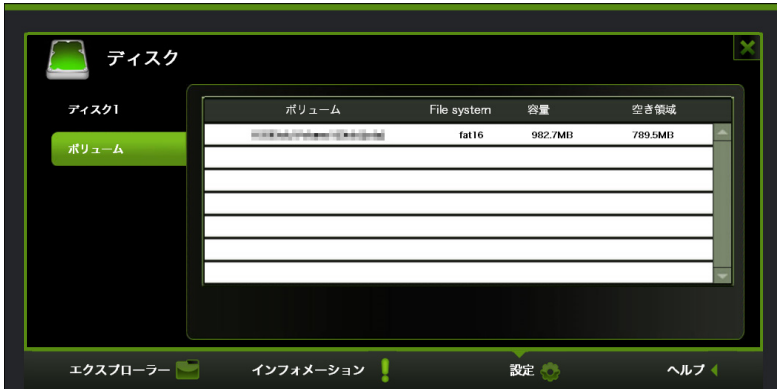 ディスク
ディスク1
ボリューム
ボリューム File system 容量 空き領域
fat16 982.7MB 789.5MB
エクスプローラー インフォメーション 設定 ヘルプ